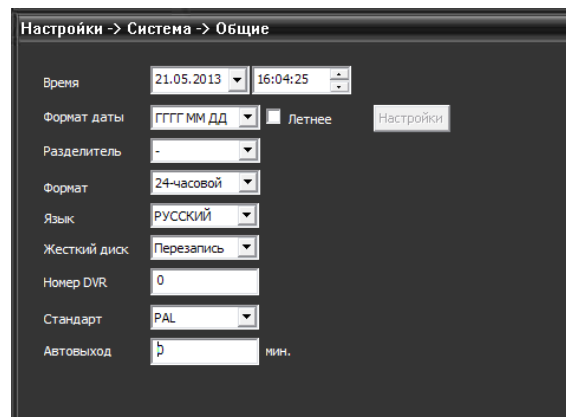 Настройки -> Система -> Общие
Время 21.05.2013 16:04:25
Формат даты ГГГГ ММ ДД Летнее Настройки
Разделитель -
Формат 24-часовой
Язык РУССКИЙ
Жесткий диск Перезапись
Номер DVR 0
Стандарт PAL
Автовыход мин.